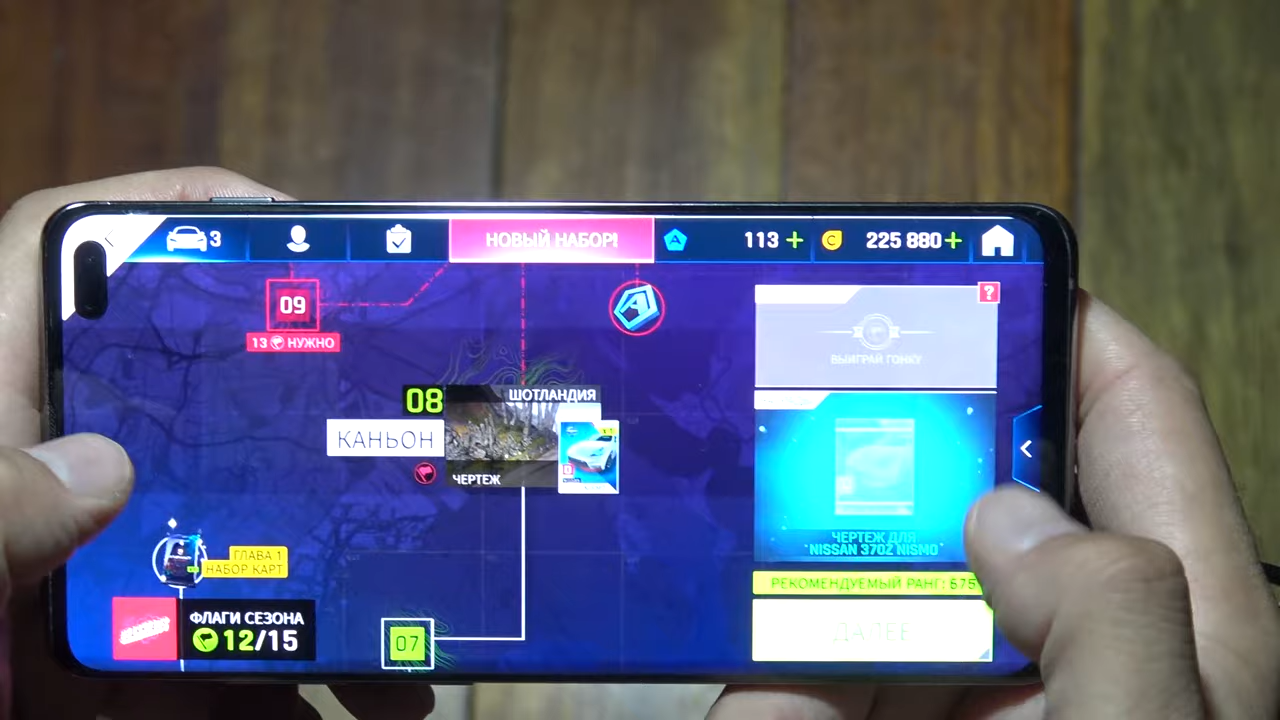 3
НОВЫЙ НАБОР!
113
225 880
09
13 НУЖНО
?
ВЫИГРАЙ ГОНКУ
08
ШОТЛАНДИЯ
КАНЬОН
ЧЕРТЕЖ
ЧЕРТЕЖ ДЛЯ
"NISSAN 370Z NISMO"
ГЛАВА 1
НАБОР КАРТ
РЕКОМЕНДУЕМЫЙ РАНГ: 675
ФЛАГИ СЕЗОНА
12/15
07
ДАЛЕЕ